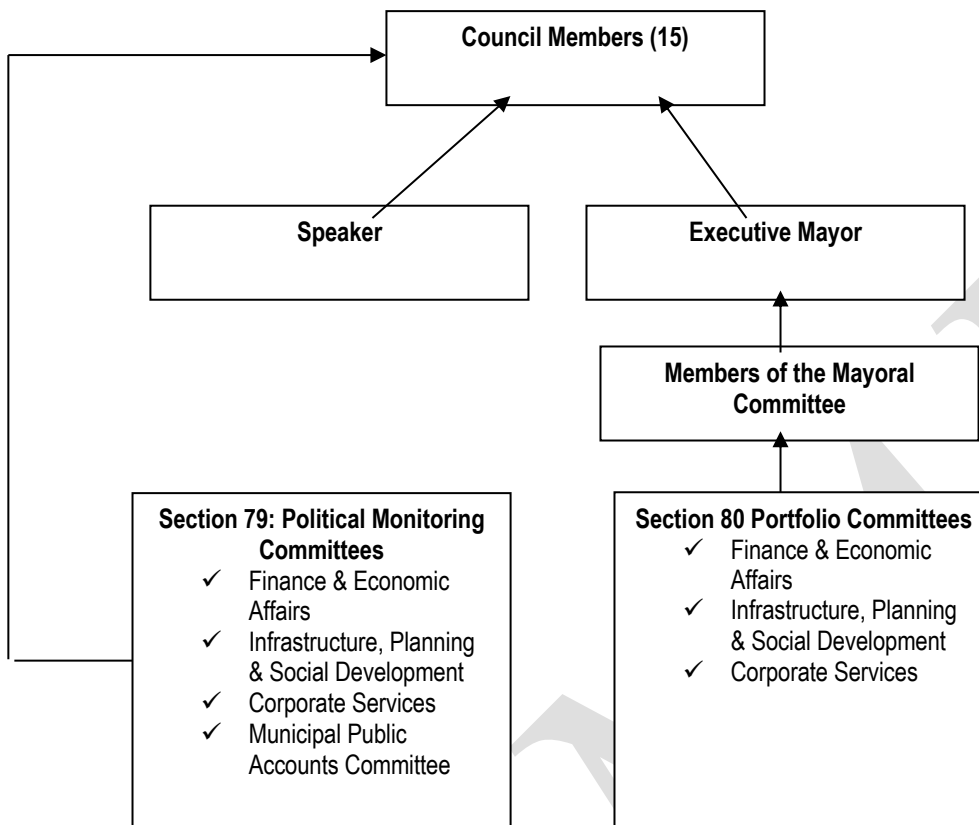 Council Members (15)
Speaker
Executive Mayor
Members of the Mayoral
Committee
Section 79: Political Monitoring
Committees
✓ Finance & Economic
Affairs
✓ Infrastructure, Planning
& Social Development
✓ Corporate Services
✓ Municipal Public
Accounts Committee
Section 80 Portfolio Committees
✓ Finance & Economic
Affairs
✓ Infrastructure, Planning
& Social Development
✓ Corporate Services